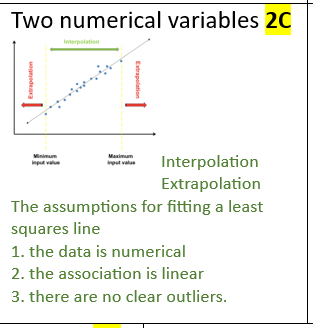 Two numerical variables 2C
Interpolation
Extrapolation
Extrapolation
Minimum
input value
Maximum
input value
Interpolation
Extrapolation
The assumptions for fitting a least
squares line
1. the data is numerical
2. the association is linear
3. there are no clear outliers.